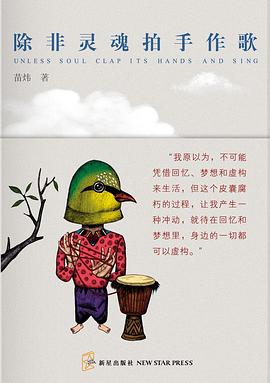 除非灵魂拍手作歌
UNLESS SOUL CLAP ITS HANDS AND SING
苗炜 著
“我原以为，不可能
凭借回忆、梦想和虚构
来生活，但这个皮囊腐
朽的过程，让我产生一
种冲动，就待在回忆和
梦想里，身边的一切都
可以虚构。”
新星出版社 NEW STAR PRESS